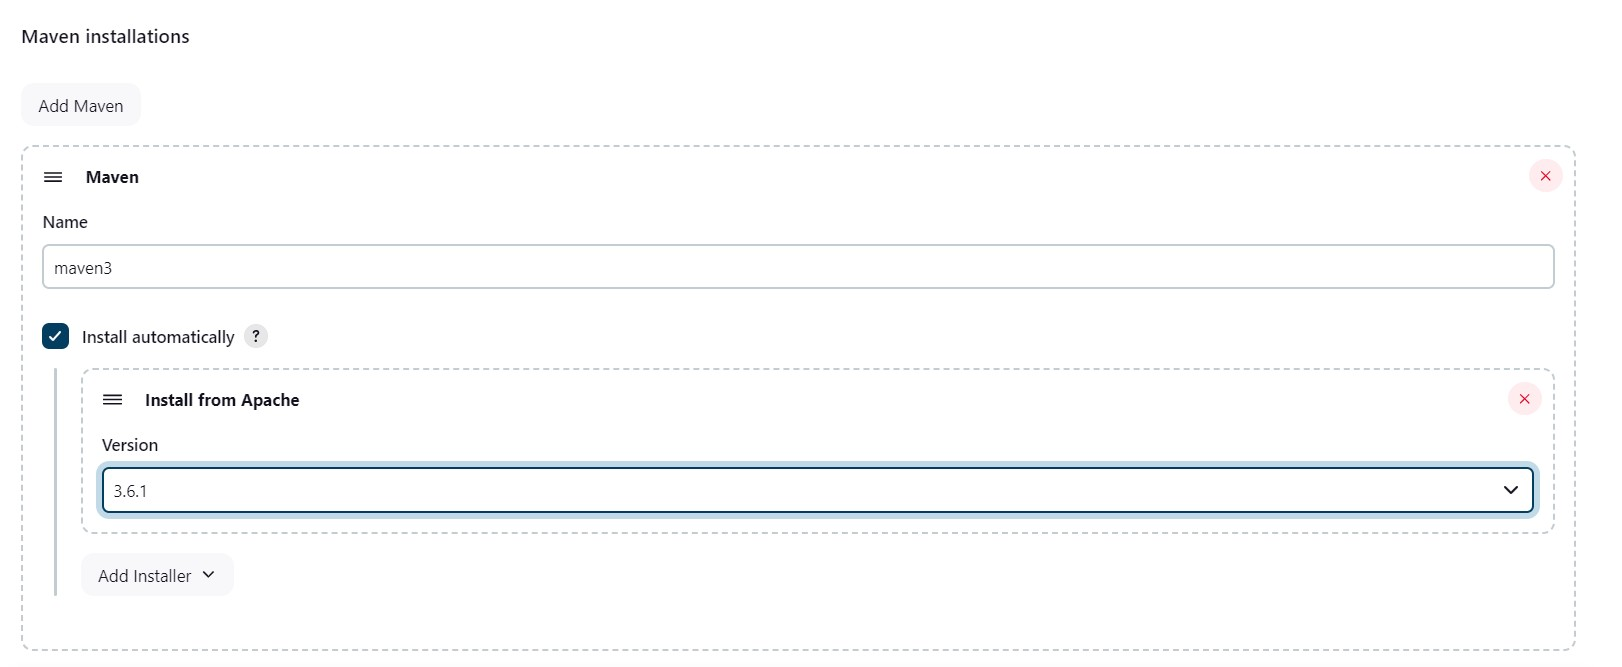 Maven installations
Add Maven
Maven
Name
maven3
Install automatically ?
Install from Apache
Version
3.6.1
Add Installer